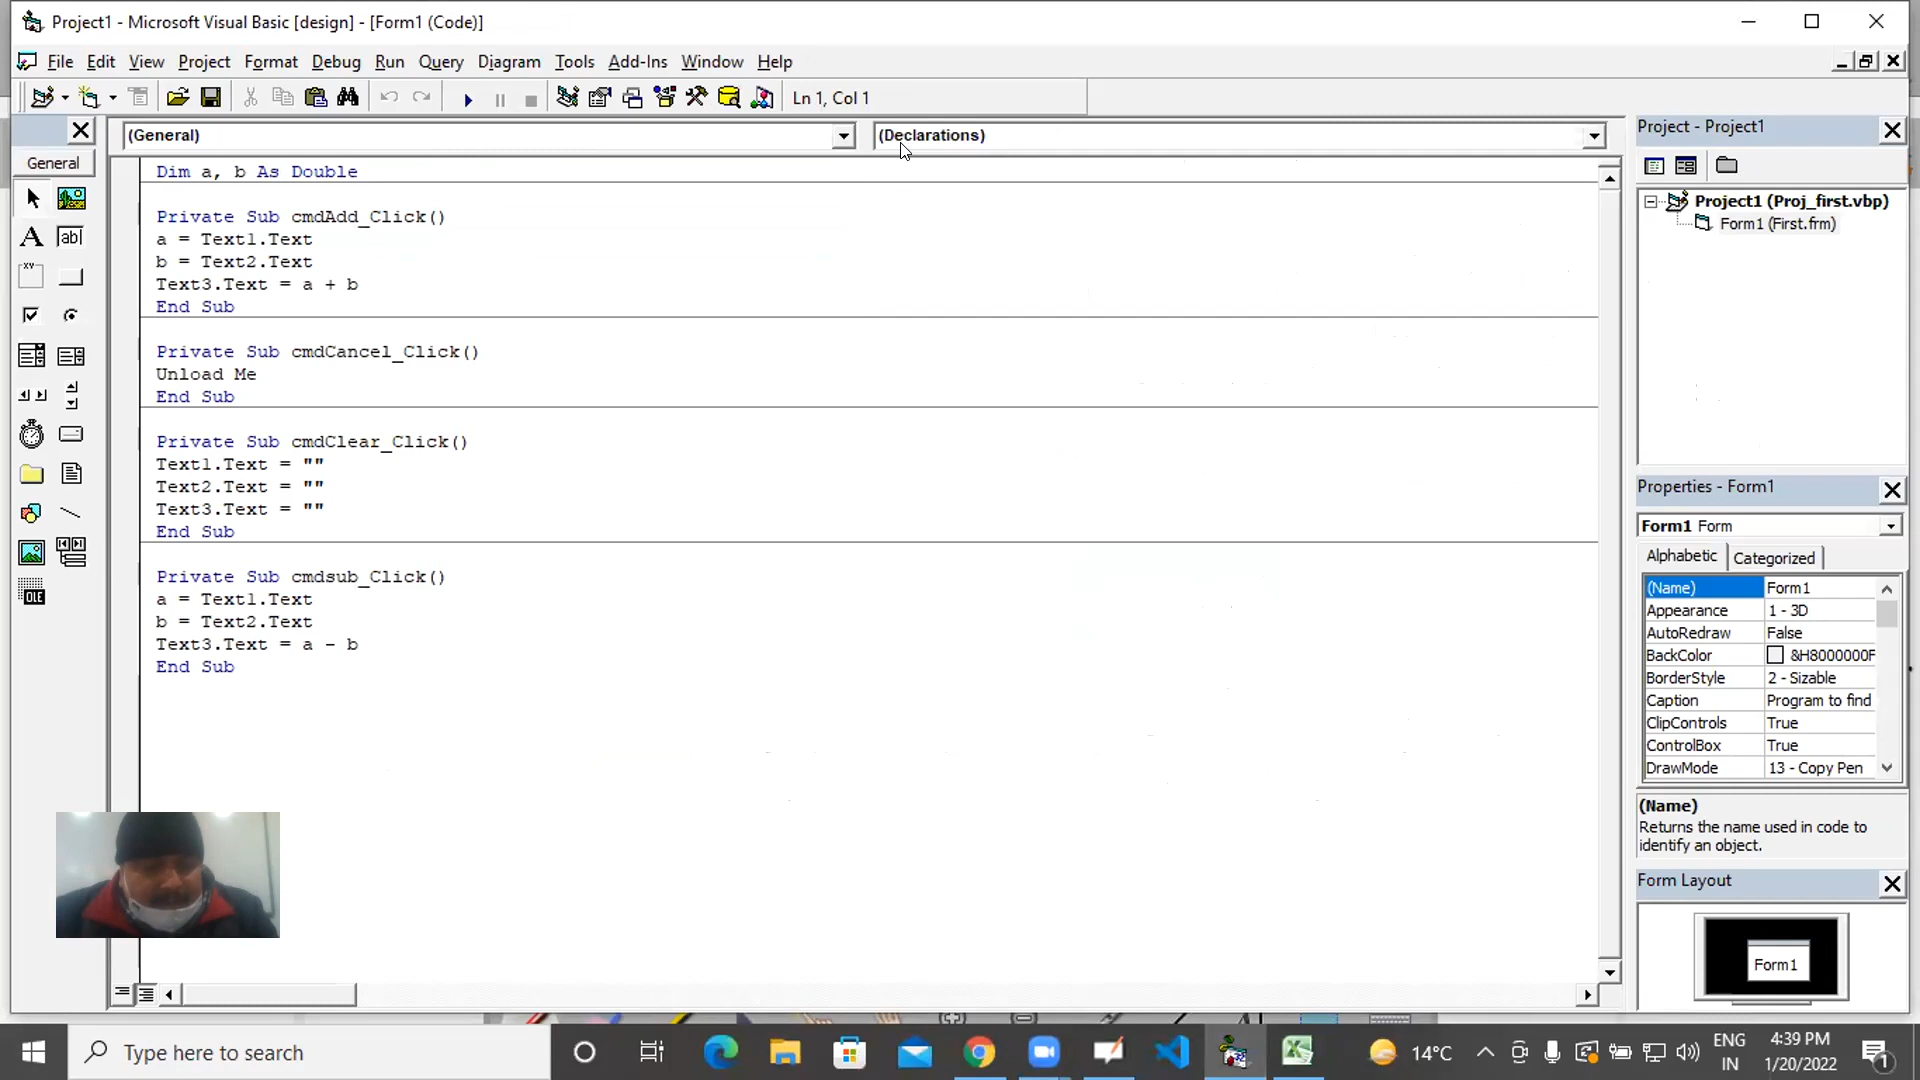 Project1 - Microsoft Visual Basic [design] - [Form1 (Code)]
File Edit View Project Format Debug Run Query Diagram Tools Add-Ins Window Help
Ln 1, Col 1
General
(General)
(Declarations)
Dim a, b As Double
Private Sub cmdAdd_Click()
a = Text1.Text
b = Text2.Text
Text3.Text = a + b
End Sub
Private Sub cmdCancel_Click()
Unload Me
End Sub
Private Sub cmdClear_Click()
Text1.Text = ""
Text2.Text = ""
Text3.Text = ""
End Sub
Private Sub cmdsub_Click()
a = Text1.Text
b = Text2.Text
Text3.Text = a - b
End Sub
A
abl
XY
OLE
Project - Project1
Project1 (Proj_first.vbp)
Form1 (First.frm)
Properties - Form1
Form1 Form
Alphabetic Categorized
(Name) Form1
Appearance 1 - 3D
AutoRedraw False
BackColor &H8000000F
BorderStyle 2 - Sizable
Caption Program to find
ClipControls True
ControlBox True
DrawMode 13 - Copy Pen
(Name)
Returns the name used in code to
identify an object.
Form Layout
Form1
Type here to search
14°C
ENG
IN
4:39 PM
1/20/2022
1